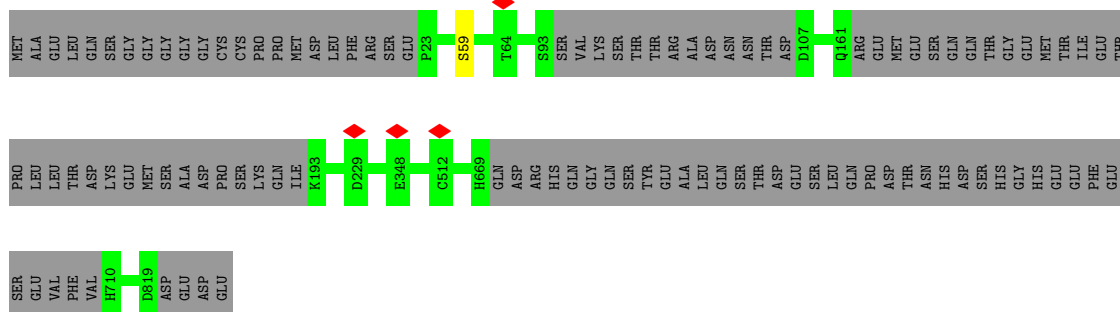 MET ALA GLU LEU GLN SER GLY GLY GLY GLY GLY CYS CYS PRO PRO MET ASP LEU PHE ARG SER GLU P23 S59 T64 S93 SER VAL LYS SER THR THR ARG ALA ASP ASN ASN THR ASP D107 Q161 ARG GLU MET GLU SER GLN GLN THR GLY GLU MET THR ILE GLU THR
PRO LEU LEU THR ASP LYS GLU MET SER ALA ASP PRO SER LYS GLN ILE K193 D229 E348 C512 H669 GLN ASP ARG HIS GLN GLY GLN SER TYR GLU ALA LEU GLN SER THR ASP GLU SER LEU GLN PRO ASP THR ASN HIS ASP SER HIS GLY HIS GLU GLU PHE GLU
SER GLU VAL PHE VAL H710 D819 ASP GLU ASP GLU